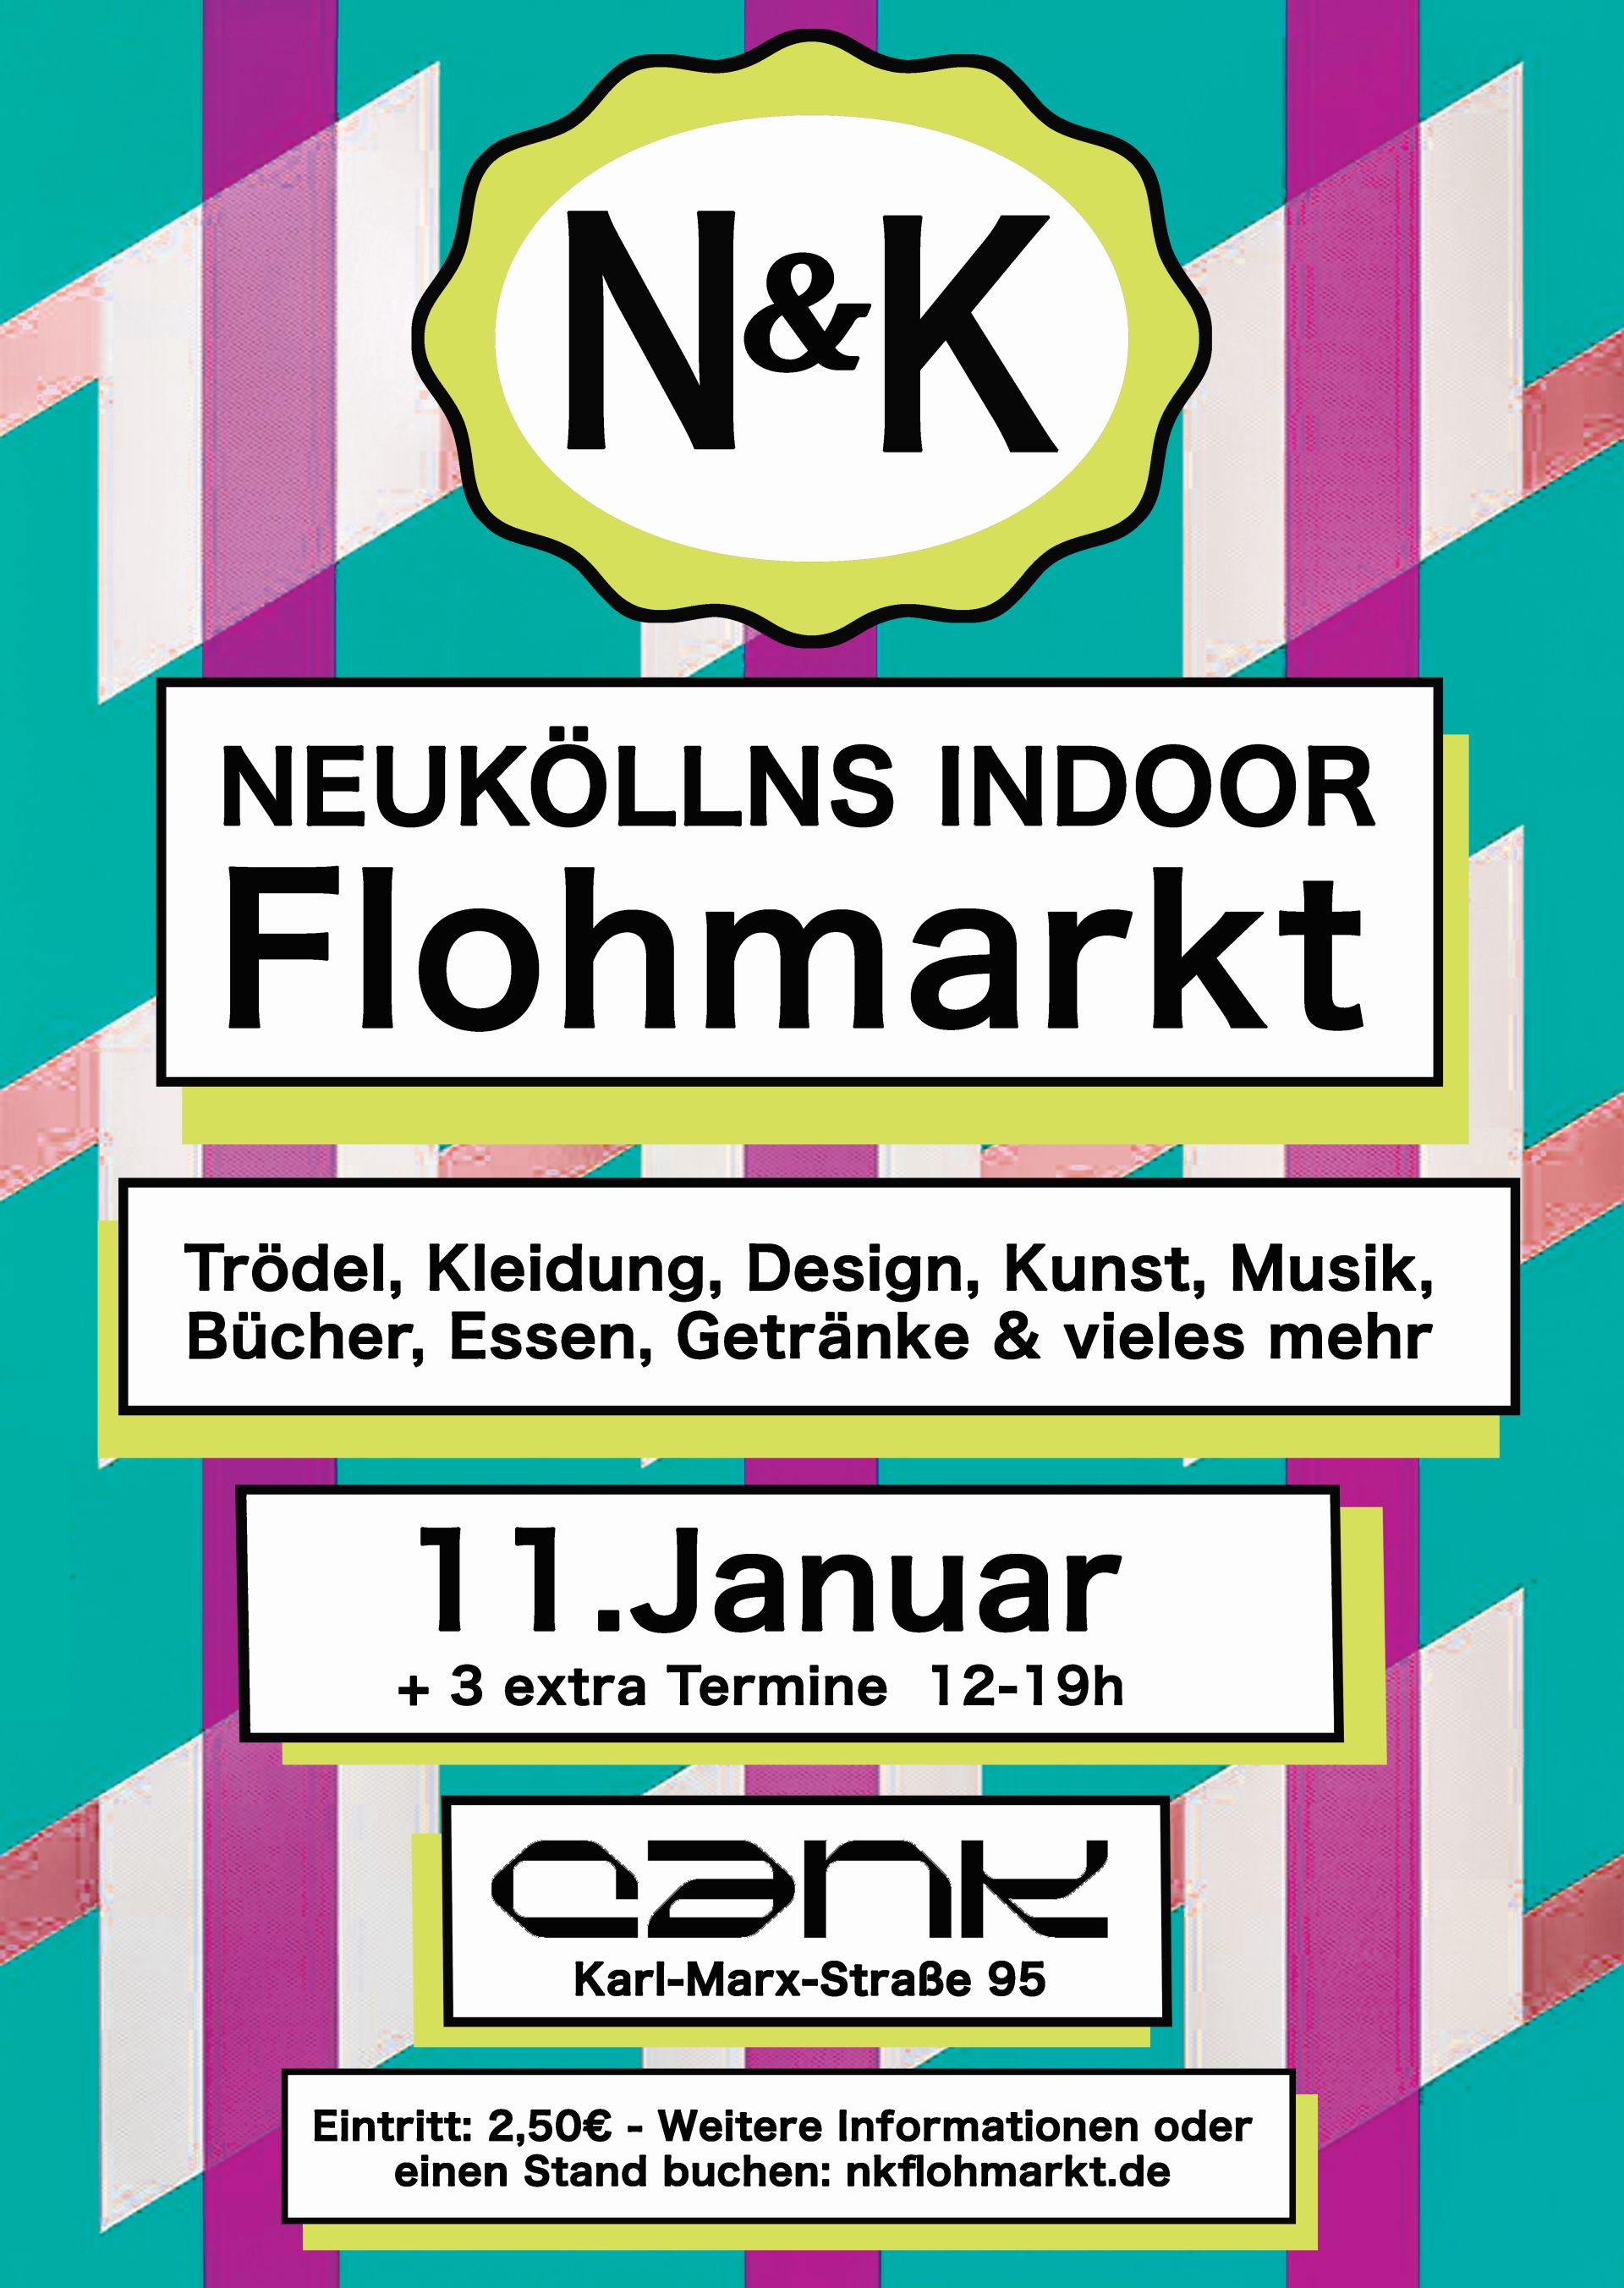 N&K
NEUKÖLLNS INDOOR
Flohmarkt
Trödel, Kleidung, Design, Kunst, Musik,
Bücher, Essen, Getränke & vieles mehr
11.Januar
+ 3 extra Termine 12-19h
cank
Karl-Marx-Straße 95
Eintritt: 2,50€ - Weitere Informationen oder
einen Stand buchen: nkflohmarkt.de